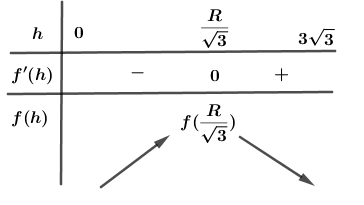 h 0 R/√3 3√3
f′(h) − 0 +
f(h) f(R/√3)